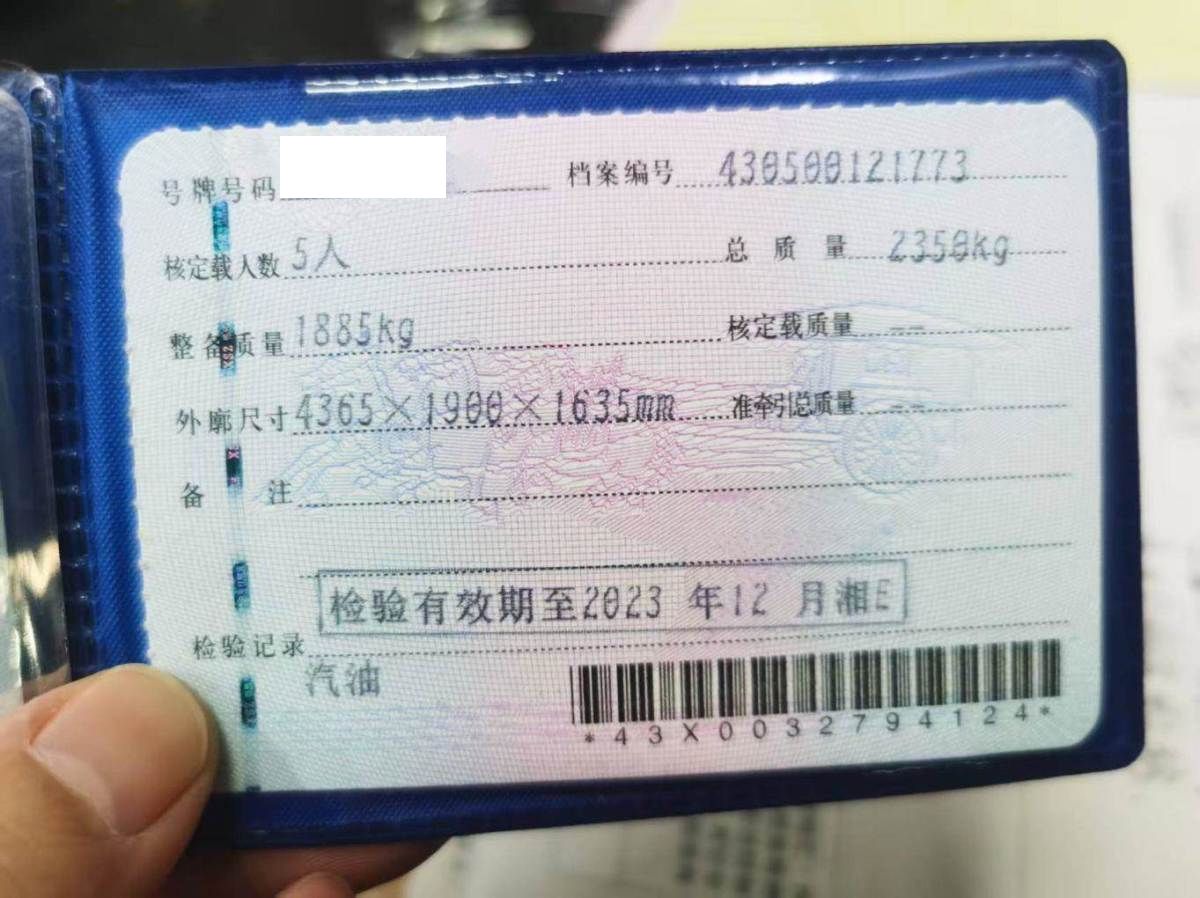 号牌号码 档案编号 430500121773
核定载人数 5人 总质量 2350kg
整备质量 1885kg 核定载质量 --
外廓尺寸 4365×1900×1635mm 准牵引总质量 --
备注
检验有效期至2023 年12 月湘E
检验记录
汽油
*43X0032794124*